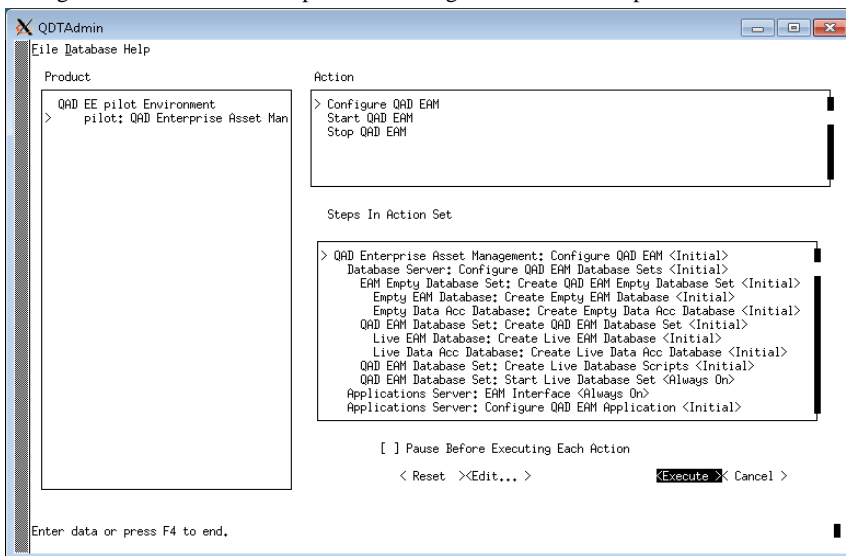 QDTAdmin
File Database Help
Product
Action
QAD EE pilot Environment
> pilot: QAD Enterprise Asset Man
> Configure QAD EAM
Start QAD EAM
Stop QAD EAM
Steps In Action Set
> QAD Enterprise Asset Management: Configure QAD EAM <Initial>
Database Server: Configure QAD EAM Database Sets <Initial>
EAM Empty Database Set: Create QAD EAM Empty Database Set <Initial>
Empty EAM Database: Create Empty EAM Database <Initial>
Empty Data Acc Database: Create Empty Data Acc Database <Initial>
QAD EAM Database Set: Create QAD EAM Database Set <Initial>
Live EAM Database: Create Live EAM Database <Initial>
Live Data Acc Database: Create Live Data Acc Database <Initial>
QAD EAM Database Set: Create Live Database Scripts <Initial>
QAD EAM Database Set: Start Live Database Set <Always On>
Applications Server: EAM Interface <Always On>
Applications Server: Configure QAD EAM Application <Initial>
[ ] Pause Before Executing Each Action
< Reset ><Edit... > <Execute >< Cancel >
Enter data or press F4 to end.